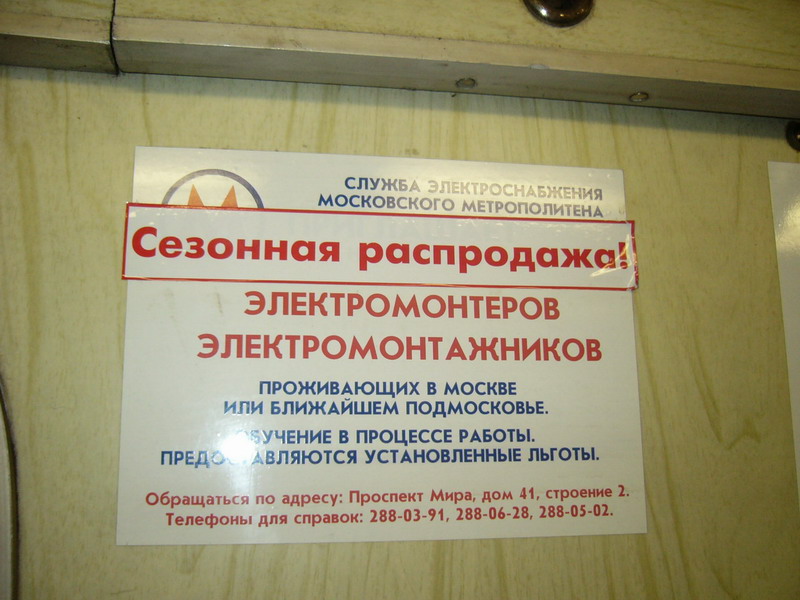 СЛУЖБА ЭЛЕКТРОСНАБЖЕНИЯ
МОСКОВСКОГО МЕТРОПОЛИТЕНА
Сезонная распродажа!
ЭЛЕКТРОМОНТЕРОВ
ЭЛЕКТРОМОНТАЖНИКОВ
ПРОЖИВАЮЩИХ В МОСКВЕ
ИЛИ БЛИЖАЙШЕМ ПОДМОСКОВЬЕ.
ОБУЧЕНИЕ В ПРОЦЕССЕ РАБОТЫ.
ПРЕДОСТАВЛЯЮТСЯ УСТАНОВЛЕННЫЕ ЛЬГОТЫ.
Обращаться по адресу: Проспект Мира, дом 41, строение 2.
Телефоны для справок: 288-03-91, 288-06-28, 288-05-02.